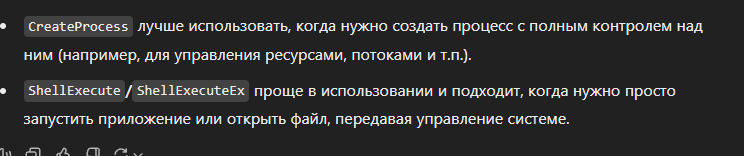 CreateProcess лучше использовать, когда нужно создать процесс с полным контролем над
ним (например, для управления ресурсами, потоками и т.п.).
ShellExecute/ShellExecuteEx проще в использовании и подходит, когда нужно просто
запустить приложение или открыть файл, передавая управление системе.